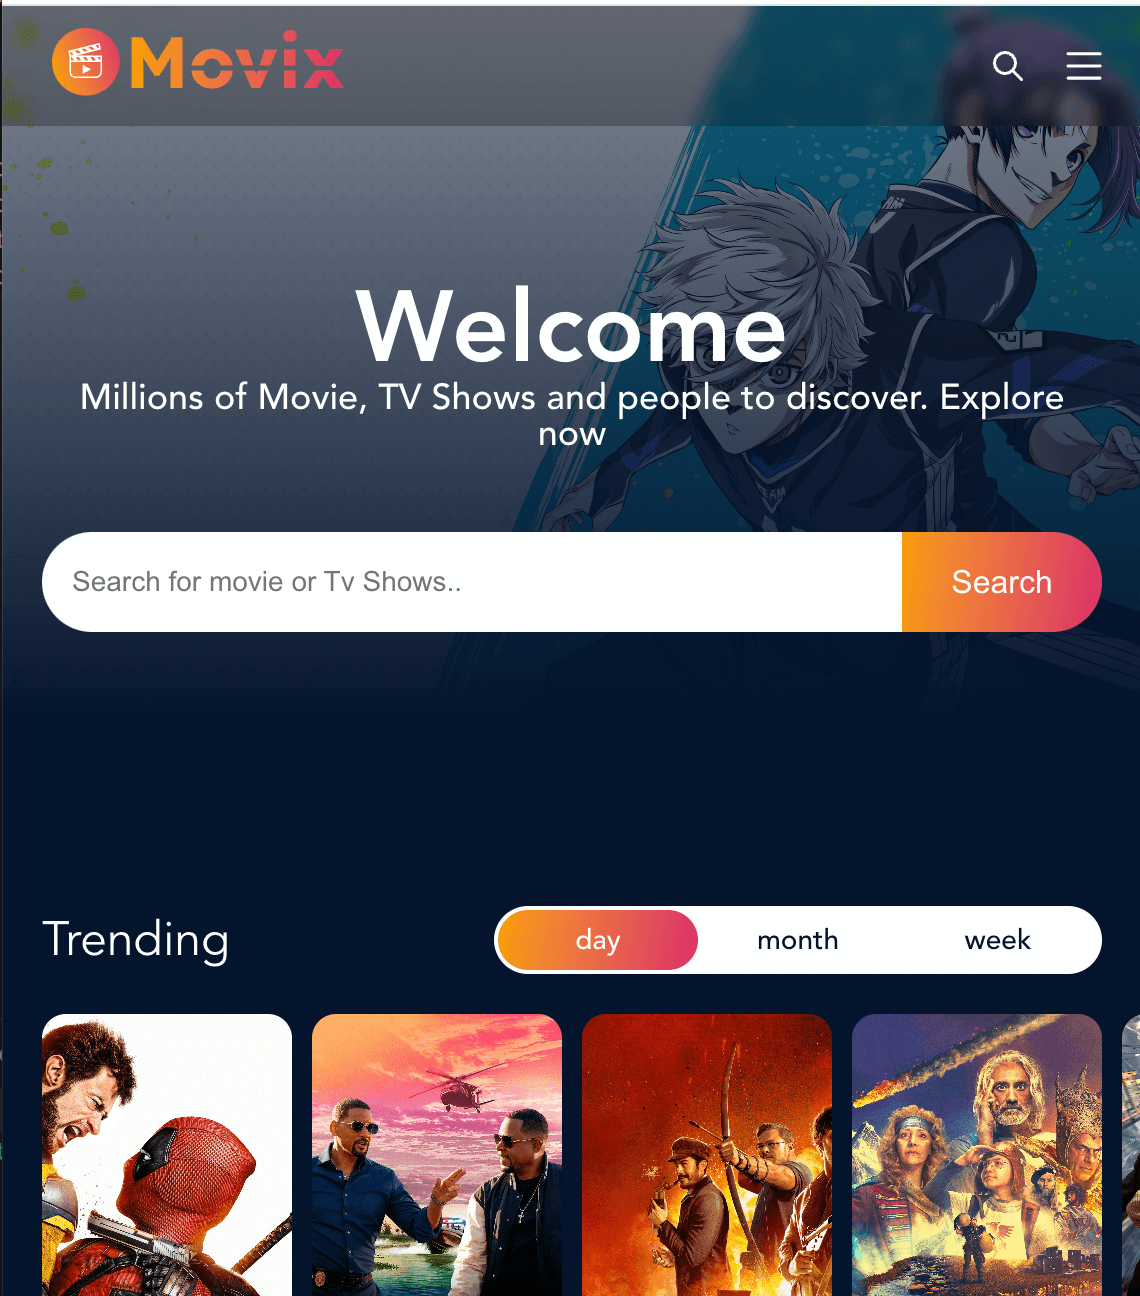 Movix
Welcome
Millions of Movie, TV Shows and people to discover. Explore
now
Search for movie or Tv Shows..
Search
Trending
day
month
week